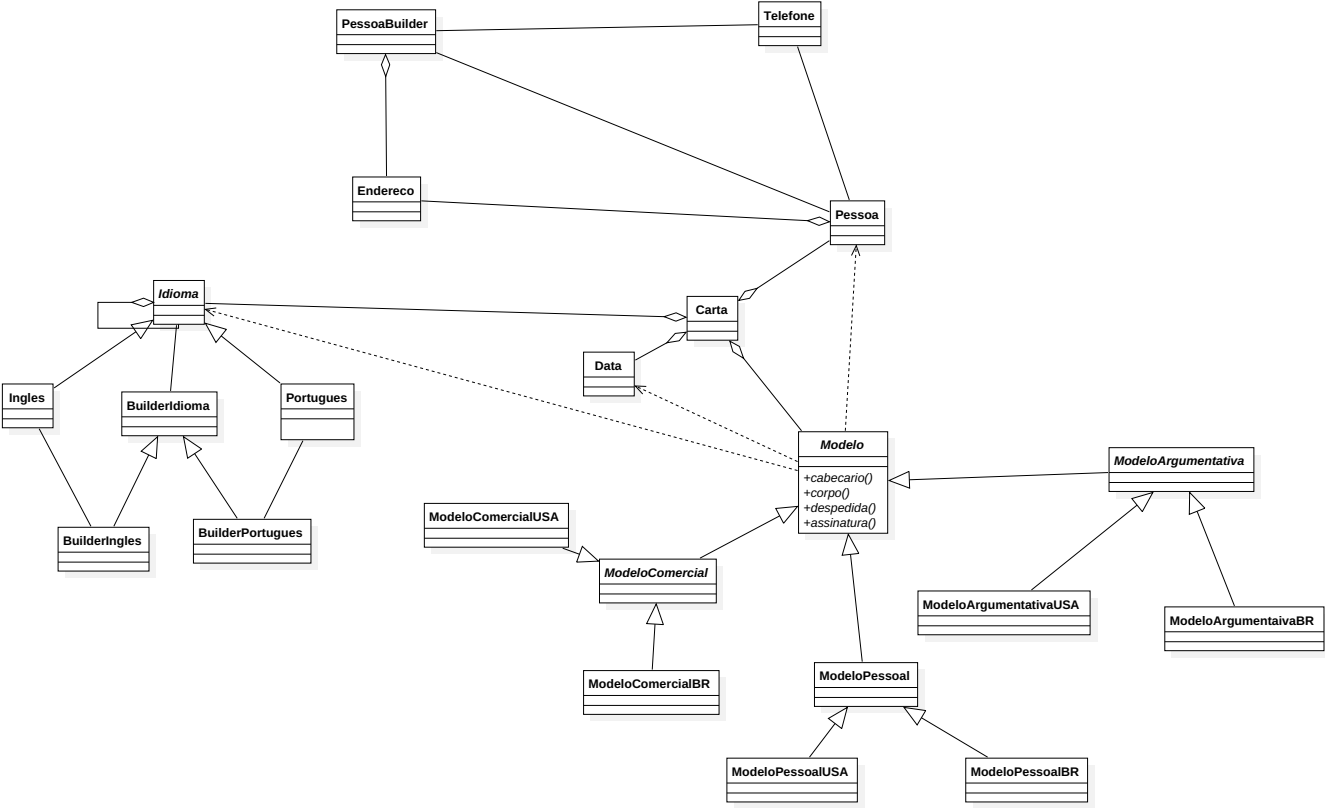 PessoaBuilder
Telefone
Endereco
Pessoa
Idioma
Carta
Data
Ingles
BuilderIdioma
Portugues
Modelo
+cabecario()
+corpo()
+despedida()
+assinatura()
ModeloArgumentativa
ModeloComercialUSA
BuilderIngles
BuilderPortugues
ModeloComercial
ModeloArgumentativaUSA
ModeloArgumentaivaBR
ModeloComercialBR
ModeloPessoal
ModeloPessoalUSA
ModeloPessoalBR